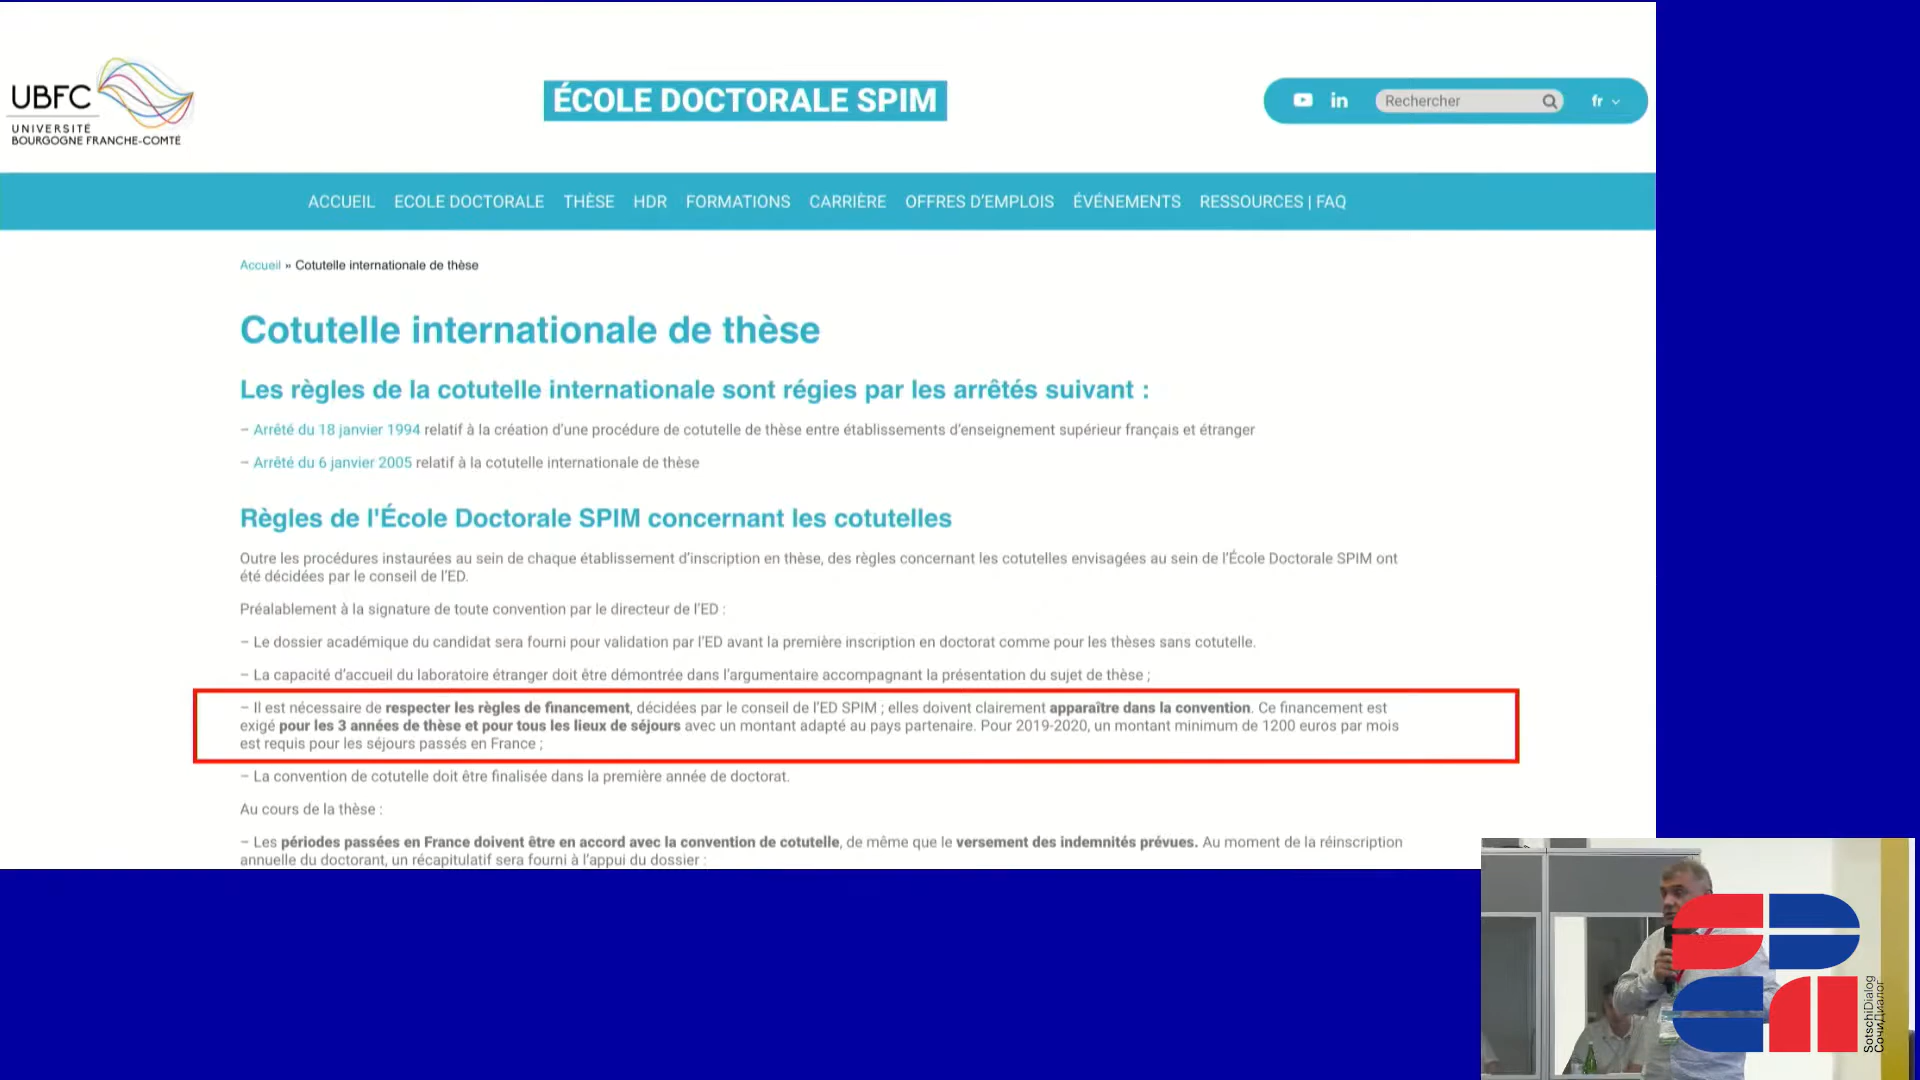 UBFC
UNIVERSITÉ
BOURGOGNE FRANCHE-COMTÉ
ÉCOLE DOCTORALE SPIM
in
Rechercher
fr
ACCUEIL ECOLE DOCTORALE THÈSE HDR FORMATIONS CARRIÈRE OFFRES D'EMPLOIS ÉVÉNEMENTS RESSOURCES | FAQ
Accueil » Cotutelle internationale de thèse
Cotutelle internationale de thèse
Les règles de la cotutelle internationale sont régies par les arrêtés suivant :
– Arrêté du 18 janvier 1994 relatif à la création d'une procédure de cotutelle de thèse entre établissements d'enseignement supérieur français et étranger
– Arrêté du 6 janvier 2005 relatif à la cotutelle internationale de thèse
Règles de l'École Doctorale SPIM concernant les cotutelles
Outre les procédures instaurées au sein de chaque établissement d'inscription en thèse, des règles concernant les cotutelles envisagées au sein de l'École Doctorale SPIM ont
été décidées par le conseil de l'ED.
Préalablement à la signature de toute convention par le directeur de l'ED :
– Le dossier académique du candidat sera fourni pour validation par l'ED avant la première inscription en doctorat comme pour les thèses sans cotutelle.
– La capacité d'accueil du laboratoire étranger doit être démontrée dans l'argumentaire accompagnant la présentation du sujet de thèse ;
– Il est nécessaire de respecter les règles de financement, décidées par le conseil de l'ED SPIM ; elles doivent clairement apparaître dans la convention. Ce financement est
exigé pour les 3 années de thèse et pour tous les lieux de séjours avec un montant adapté au pays partenaire. Pour 2019-2020, un montant minimum de 1200 euros par mois
est requis pour les séjours passés en France ;
– La convention de cotutelle doit être finalisée dans la première année de doctorat.
Au cours de la thèse :
– Les périodes passées en France doivent être en accord avec la convention de cotutelle, de même que le versement des indemnités prévues. Au moment de la réinscription
annuelle du doctorant, un récapitulatif sera fourni à l'appui du dossier :
SotschiDialog
СочиДиалог